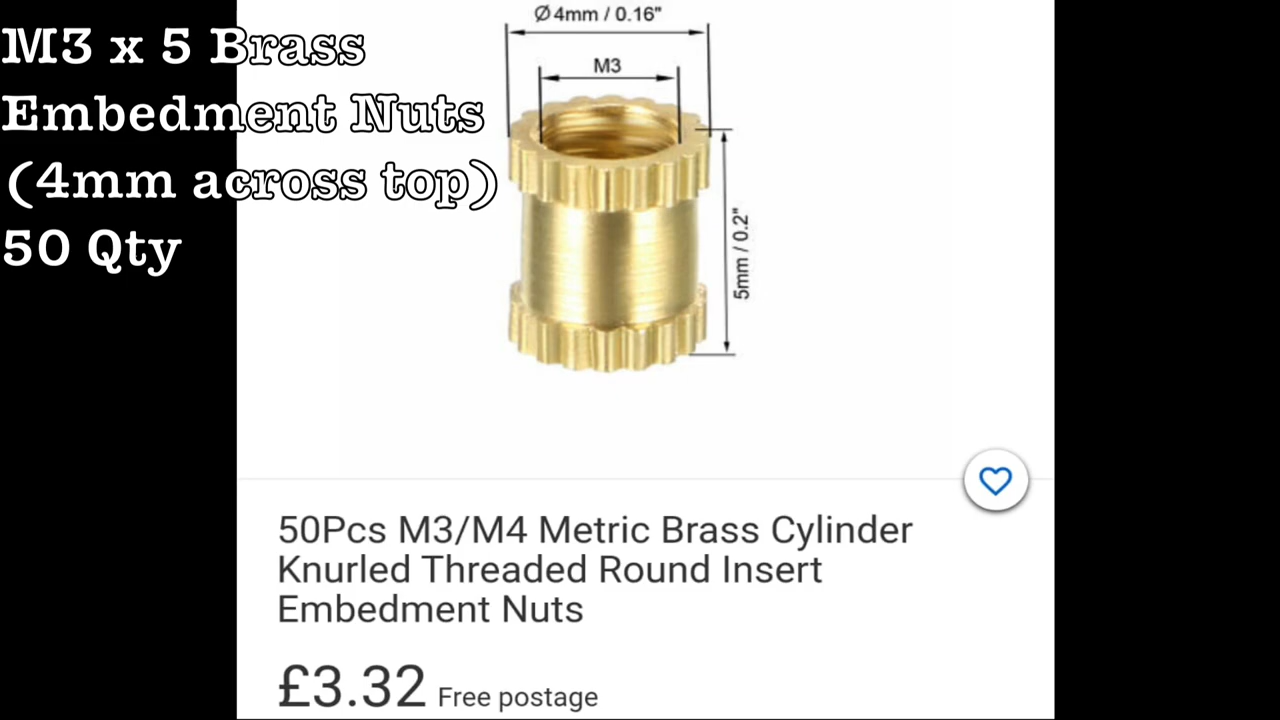 M3 x 5 Brass
Embedment Nuts
(4mm across top)
50 Qty
Ø4mm / 0.16"
M3
5mm / 0.2"
50Pcs M3/M4 Metric Brass Cylinder
Knurled Threaded Round Insert
Embedment Nuts
£3.32 Free postage